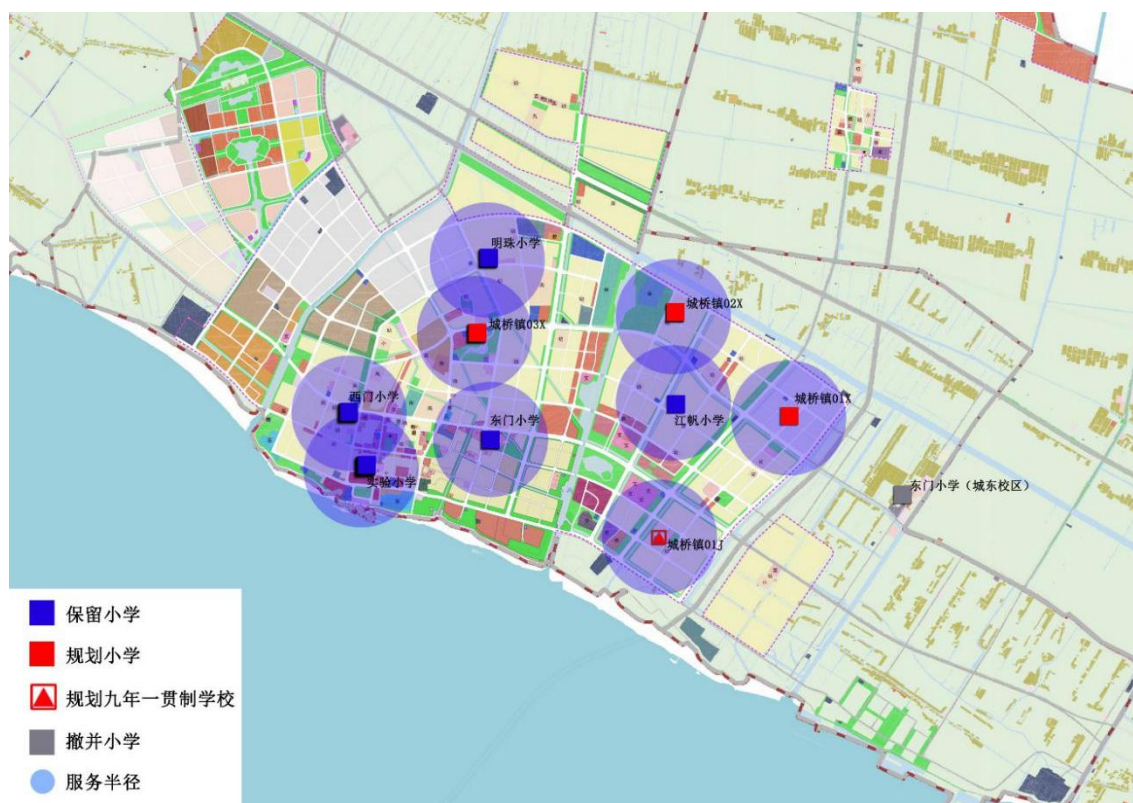 明珠小学
城桥镇02X
城桥镇03X
西门小学
东门小学
江帆小学
城桥镇01X
实验小学
东门小学（城东校区）
城桥镇01J
保留小学
规划小学
规划九年一贯制学校
撤并小学
服务半径